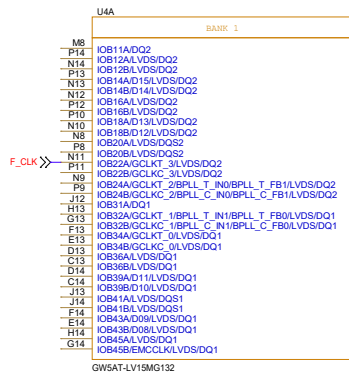 U4A
BANK 1
M8 IOB11A/DQ2
P14 IOB12A/LVDS/DQ2
N14 IOB12B/LVDS/DQ2
P13 IOB14A/D15/LVDS/DQ2
N13 IOB14B/D14/LVDS/DQ2
N12 IOB16A/LVDS/DQ2
P12 IOB16B/LVDS/DQ2
P10 IOB18A/D13/LVDS/DQ2
N10 IOB18B/D12/LVDS/DQ2
N8 IOB20A/LVDS/DQS2
P8 IOB20B/LVDS/DQS2
F_CLK N11 IOB22A/GCLKT_3/LVDS/DQ2
P11 IOB22B/GCLKC_3/LVDS/DQ2
N9 IOB24A/GCLKT_2/BPLL_T_IN0/BPLL_T_FB1/LVDS/DQ2
P9 IOB24B/GCLKC_2/BPLL_C_IN0/BPLL_C_FB1/LVDS/DQ2
J12 IOB31A/DQ1
H13 IOB32A/GCLKT_1/BPLL_T_IN1/BPLL_T_FB0/LVDS/DQ1
G13 IOB32B/GCLKC_1/BPLL_C_IN1/BPLL_C_FB0/LVDS/DQ1
F13 IOB34A/GCLKT_0/LVDS/DQ1
E13 IOB34B/GCLKC_0/LVDS/DQ1
D13 IOB36A/LVDS/DQ1
C13 IOB36B/LVDS/DQ1
D14 IOB39A/D11/LVDS/DQ1
C14 IOB39B/D10/LVDS/DQ1
J13 IOB41A/LVDS/DQS1
J14 IOB41B/LVDS/DQS1
F14 IOB43A/D09/LVDS/DQ1
E14 IOB43B/D08/LVDS/DQ1
H14 IOB45A/LVDS/DQ1
G14 IOB45B/EMCCLK/LVDS/DQ1
GW5AT-LV15MG132